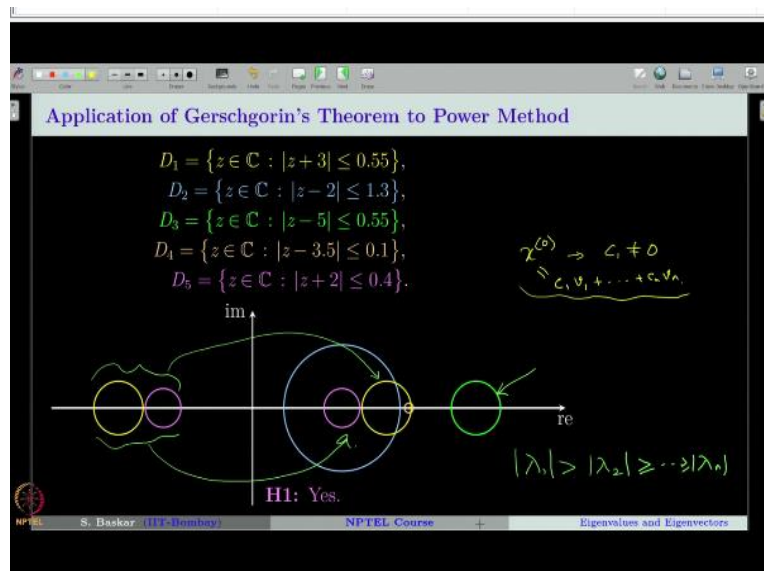 Application of Gerschgorin's Theorem to Power Method
D₁ = {z ∈ ℂ : |z + 3| ≤ 0.55},
D₂ = {z ∈ ℂ : |z − 2| ≤ 1.3},
D₃ = {z ∈ ℂ : |z − 5| ≤ 0.55},
D₄ = {z ∈ ℂ : |z − 3.5| ≤ 0.1},
D₅ = {z ∈ ℂ : |z + 2| ≤ 0.4}.
x⁽⁰⁾ → c₁ ≠ 0
= c₁v₁ + ⋯ + cₙvₙ
im
re
|λ₁| > |λ₂| ≥ ⋯ ≥ |λₙ|
H1: Yes.
NPTEL
S. Baskar (IIT-Bombay)
NPTEL Course
Eigenvalues and Eigenvectors